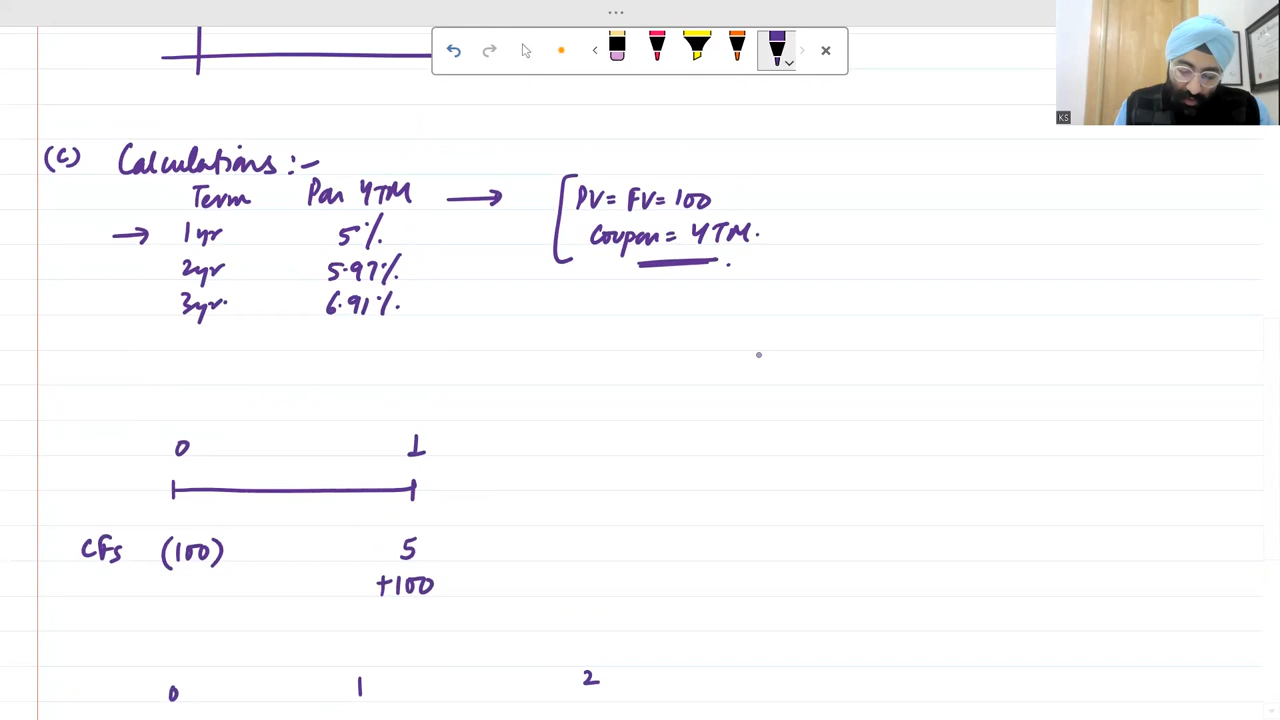 KS
(c) Calculations :-
Term Par YTM → PV = FV = 100
→ 1yr 5% Coupon = YTM.
2yr 5.97%
3yr. 6.91%
0 1
CFs (100) 5
+100
0 1 2